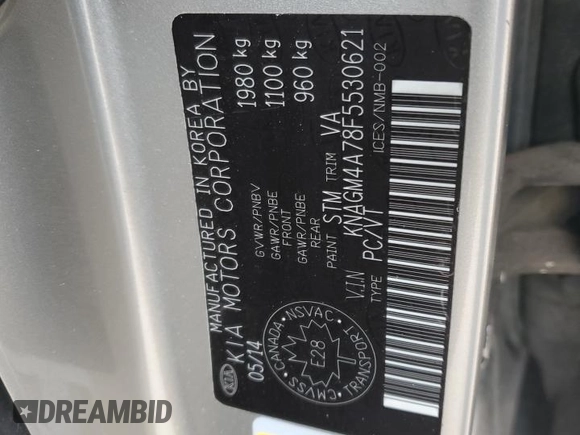 MANUFACTURED IN KOREA BY
KIA MOTORS CORPORATION
KIA
05/14
GVWR/PNBV 1980 kg
GAWR/PNBE FRONT 1100 kg
GAWR/PNBE REAR 960 kg
PAINT STM TRIM VA
V.I.N KNAGM4A78F5530621
TYPE PC/VT
ICES/NMB-002
CANADA NSVAC
E28
CMVSS TRANSPORT
DREAMBID